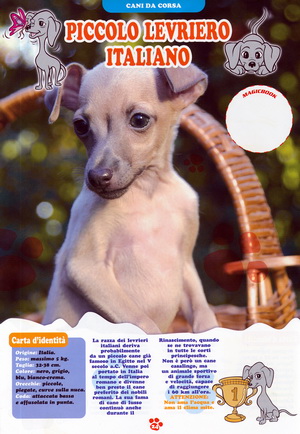 CANI DA CORSA
PICCOLO LEVRIERO
ITALIANO
MAGICBOOK
Carta d'identità
Origine: Italia.
Peso: massimo 5 kg.
Taglia: 32-38 cm.
Colore: nero, grigio,
blu, bianco-crema.
Orecchie: piccole,
piegate, curve sulla nuca.
Coda: attaccata bassa
e affusolata in punta.
La razza dei levrieri
italiani deriva
probabilmente
da un piccolo cane già
famoso in Egitto nel V
secolo a.C. Venne poi
portato in Italia
al tempo dell'impero
romano e divenne
ben presto il cane
preferito dei nobili
romani. La sua fama
di cane di lusso
continuò anche
durante il
Rinascimento, quando
se ne trovavano
in tutte le corti
principesche.
Non è però un cane
casalingo, ma
un animale sportivo
di grande forza
e velocità, capace
di raggiungere
i 60 km all'ora.
ATTENZIONE:
Non ama l'acqua e
ama il clima mite.
1